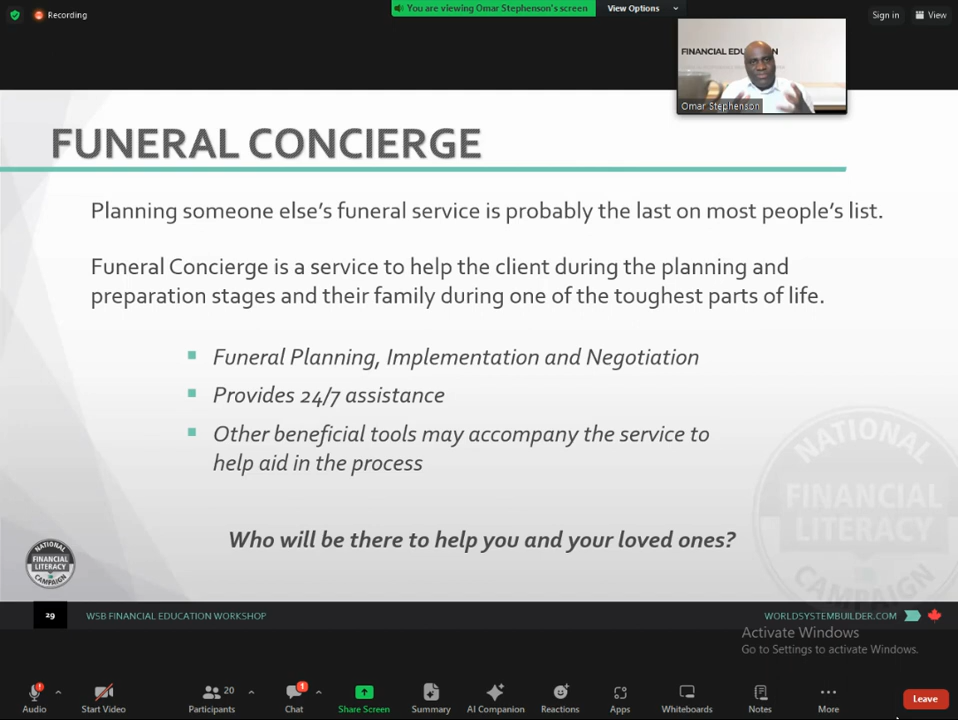 Recording
You are viewing Omar Stephenson's screen
View Options
Sign in
View
FINANCIAL EDU
Omar Stephenson
FUNERAL CONCIERGE
Planning someone else's funeral service is probably the last on most people's list.
Funeral Concierge is a service to help the client during the planning and
preparation stages and their family during one of the toughest parts of life.
Funeral Planning, Implementation and Negotiation
Provides 24/7 assistance
Other beneficial tools may accompany the service to
help aid in the process
Who will be there to help you and your loved ones?
NATIONAL
FINANCIAL
LITERACY
CAMPAIGN
NATIONAL
FINANCIAL
LITERACY
CAMPAIGN
29
WSB FINANCIAL EDUCATION WORKSHOP
WORLDSYSTEMBUILDER.COM
Activate Windows
Go to Settings to activate Windows.
20
1
Audio
Start Video
Participants
Chat
Share Screen
Summary
AI Companion
Reactions
Apps
Whiteboards
Notes
More
Leave